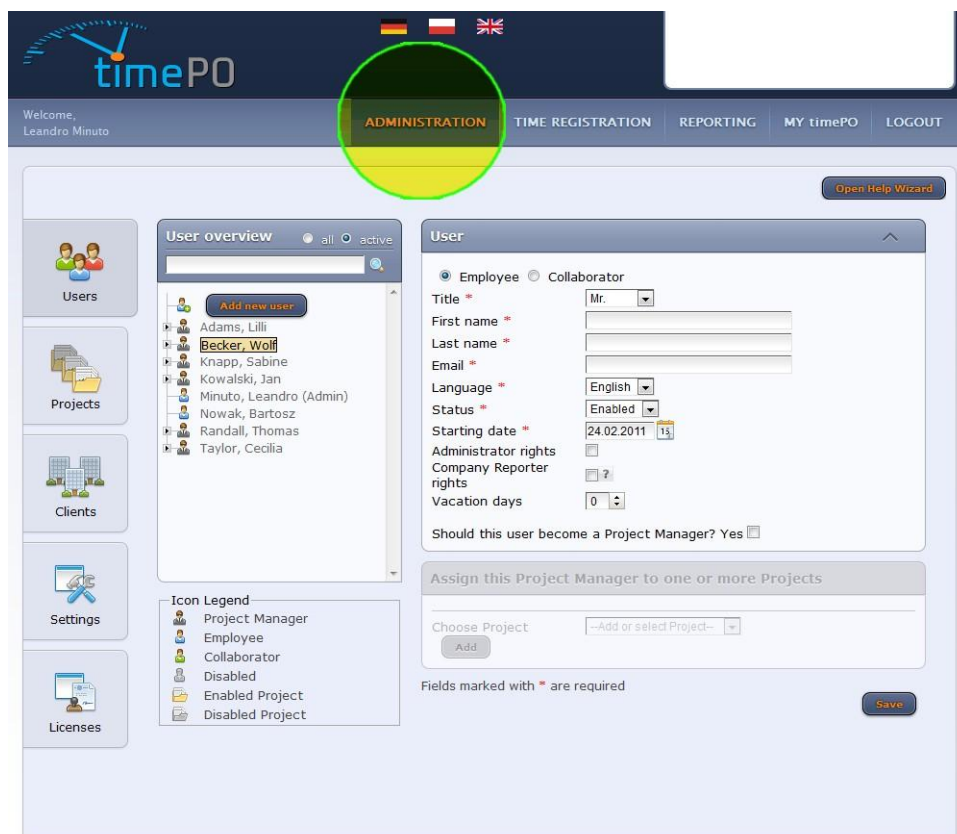 timePO
Welcome,
Leandro Minuto
ADMINISTRATION TIME REGISTRATION REPORTING MY timePO LOGOUT
Open Help Wizard
Users
Projects
Clients
Settings
Licenses
User overview all active
Add new user
Adams, Lilli
Becker, Wolf
Knapp, Sabine
Kowalski, Jan
Minuto, Leandro (Admin)
Nowak, Bartosz
Randall, Thomas
Taylor, Cecilia
Icon Legend
Project Manager
Employee
Collaborator
Disabled
Enabled Project
Disabled Project
User
Employee Collaborator
Title * Mr.
First name *
Last name *
Email *
Language * English
Status * Enabled
Starting date * 24.02.2011 15
Administrator rights
Company Reporter
rights ?
Vacation days 0
Should this user become a Project Manager? Yes
Assign this Project Manager to one or more Projects
Choose Project --Add or select Project--
Add
Fields marked with * are required
Save